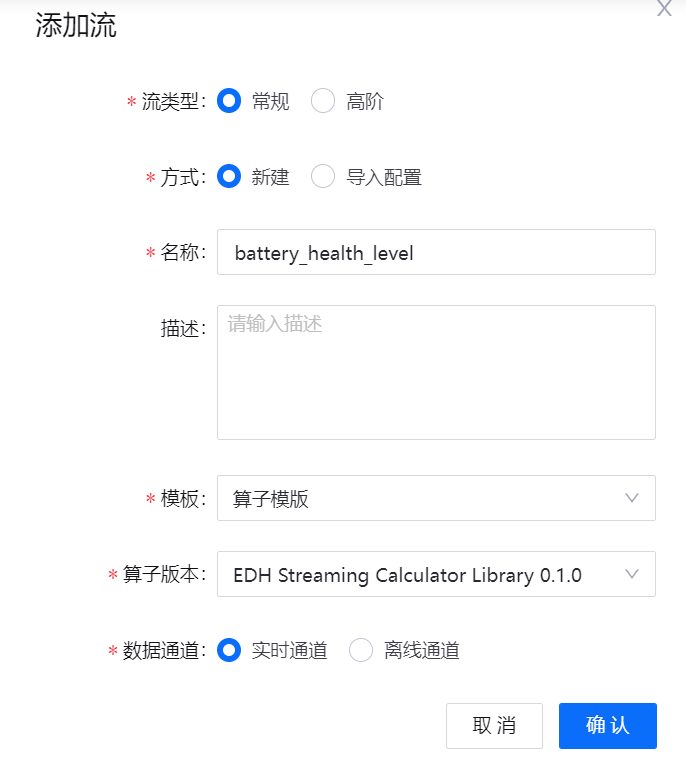 添加流
* 流类型： 常规 高阶
* 方式： 新建 导入配置
* 名称： battery_health_level
描述： 请输入描述
* 模板： 算子模版
* 算子版本： EDH Streaming Calculator Library 0.1.0
* 数据通道： 实时通道 离线通道
取 消 确 认